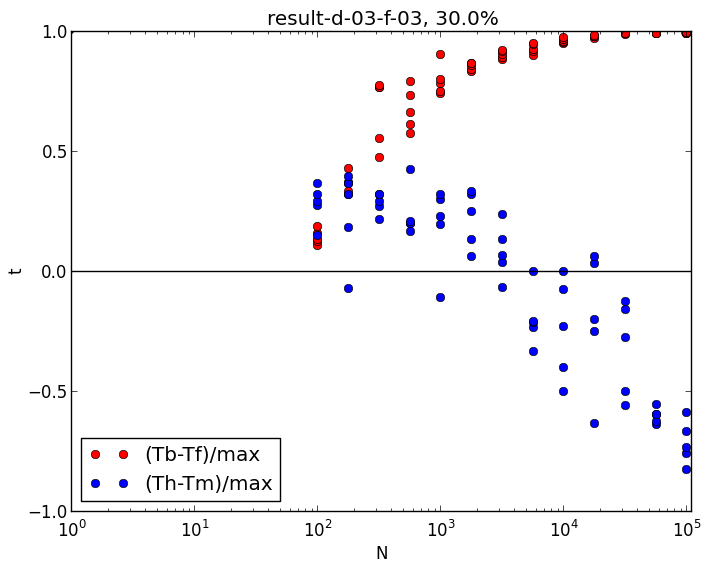 result-d-03-f-03, 30.0%
1.0
0.5
0.0
−0.5
−1.0
t
(Tb-Tf)/max
(Th-Tm)/max
10^0 10^1 10^2 10^3 10^4 10^5
N